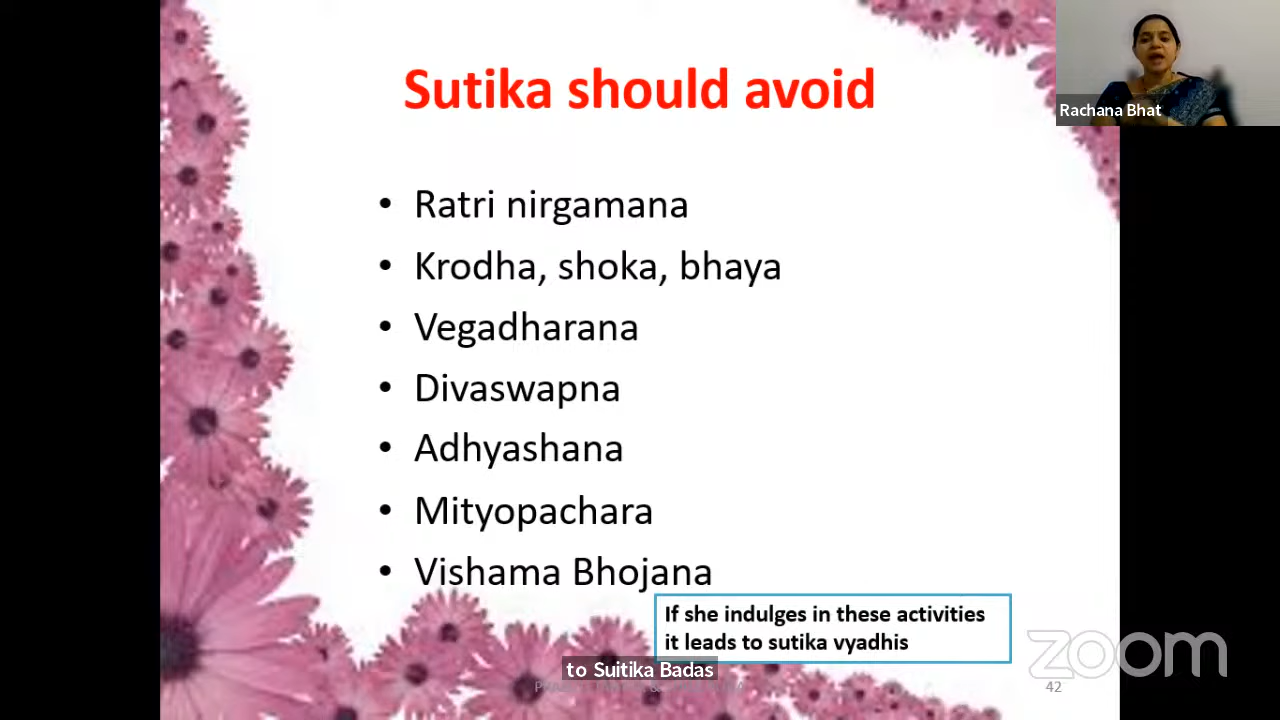 Sutika should avoid
Rachana Bhat
• Ratri nirgamana
• Krodha, shoka, bhaya
• Vegadharana
• Divaswapna
• Adhyashana
• Mityopachara
• Vishama Bhojana
If she indulges in these activities
it leads to sutika vyadhis
to Suitika Badas
42
zoom